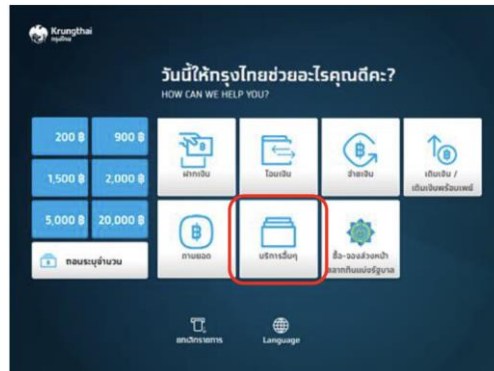 Krungthai
กรุงไทย
วันนี้ให้กรุงไทยช่วยอะไรคุณดีคะ?
HOW CAN WE HELP YOU?
200 ฿
900 ฿
1,500 ฿
2,000 ฿
5,000 ฿
20,000 ฿
ถอนระบุจำนวน
ฝากเงิน
โอนเงิน
จ่ายเงิน
เติมเงิน /
เติมเงินพร้อมเพย์
ถามยอด
บริการอื่นๆ
ซื้อ-จองล่วงหน้า
สลากกินแบ่งรัฐบาล
ยกเลิกรายการ
Language